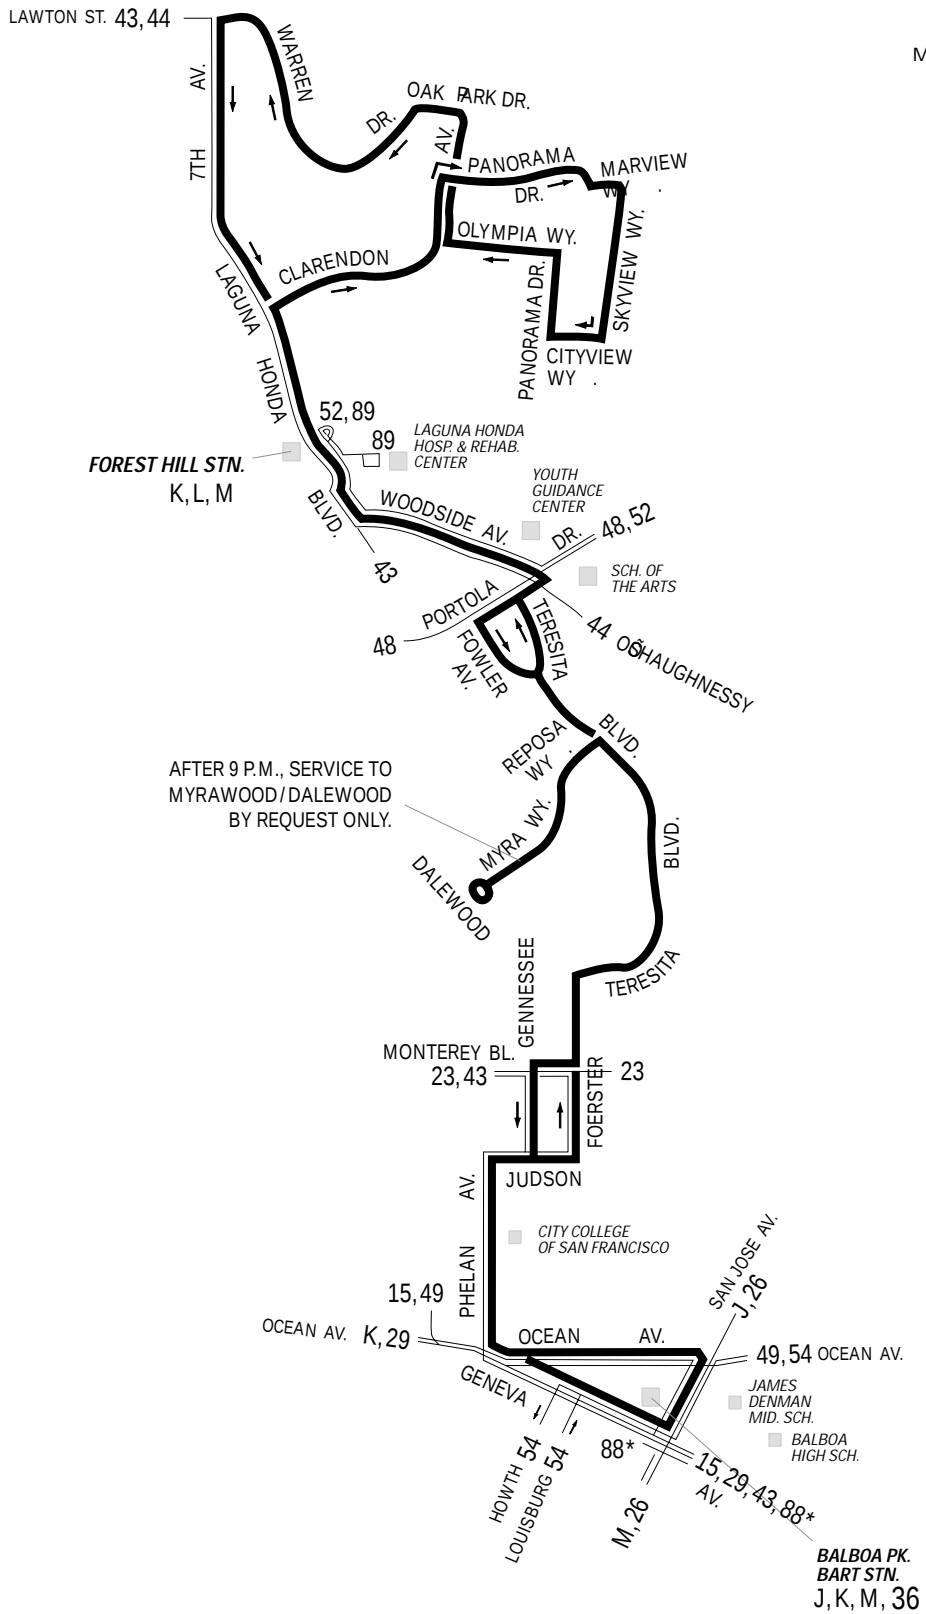 LAWTON ST. 43, 44
M
WARREN
AV.
OAK PARK DR.
DR.
AV.
7TH
PANORAMA
MARVIEW
WY.
DR.
OLYMPIA WY.
SKYVIEW WY.
CLARENDON
LAGUNA
PANORAMA DR.
CITYVIEW
WY.
HONDA
52, 89
89
LAGUNA HONDA
HOSP. & REHAB.
CENTER
FOREST HILL STN.
K, L, M
YOUTH
GUIDANCE
CENTER
BLVD.
WOODSIDE AV.
DR.
48, 52
43
SCH. OF
THE ARTS
PORTOLA
TERESITA
48
FOWLER
AV.
44 OÕSHAUGHNESSY
REPOSA
WY.
BLVD.
AFTER 9 P.M., SERVICE TO
MYRAWOOD/DALEWOOD
BY REQUEST ONLY.
MYRA WY.
BLVD.
DALEWOOD
GENNESSEE
TERESITA
MONTEREY BL.
23, 43
23
FOERSTER
JUDSON
AV.
PHELAN
CITY COLLEGE
OF SAN FRANCISCO
SAN JOSE AV.
J, 26
15, 49
OCEAN AV. K, 29
OCEAN AV.
49, 54 OCEAN AV.
GENEVA
JAMES
DENMAN
MID. SCH.
BALBOA
HIGH SCH.
HOWTH 54
LOUISBURG 54
88*
15, 29, 43, 88*
AV.
M, 26
BALBOA PK.
BART STN.
J, K, M, 36